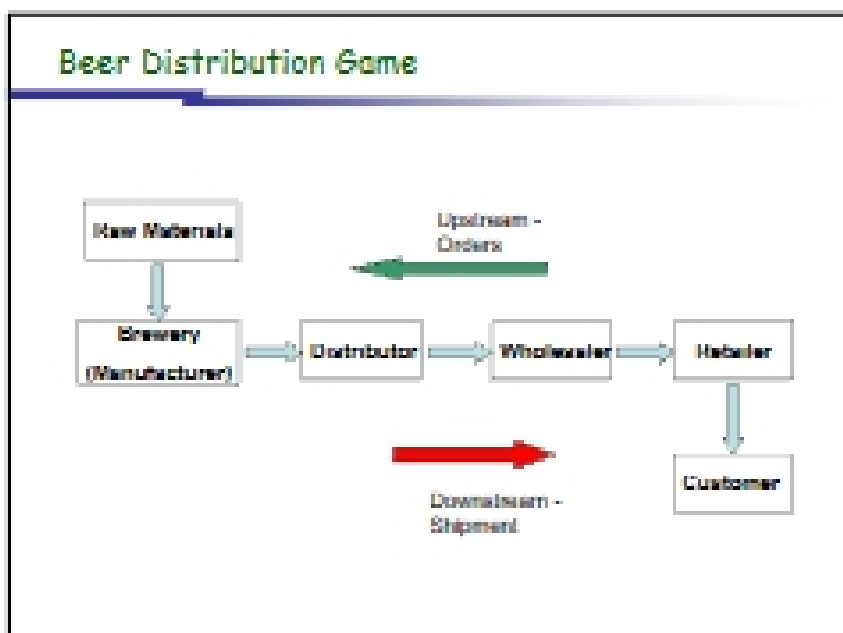 Beer Distribution Game
Upstream -
Orders
Raw Materials
Brewery
(Manufacturer)
Distributor
Wholesaler
Retailer
Customer
Downstream -
Shipment